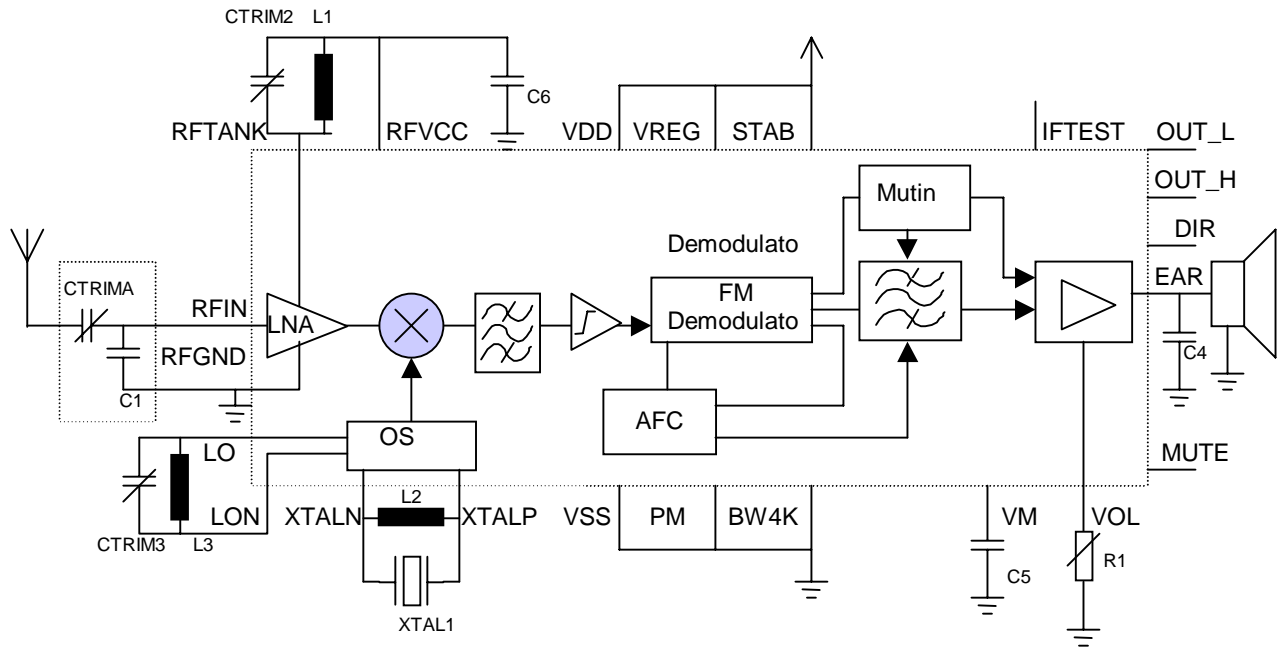 CTRIM2 L1
C6
RFTANK RFVCC VDD VREG STAB IFTEST OUT_L
OUT_H
Mutin
DIR
Demodulato
CTRIMA RFIN LNA FM EAR
Demodulato
RFGND C4
C1
AFC
OS
LO MUTE
L2
LON XTALN XTALP VSS PM BW4K VM VOL
CTRIM3 L3
C5 R1
XTAL1